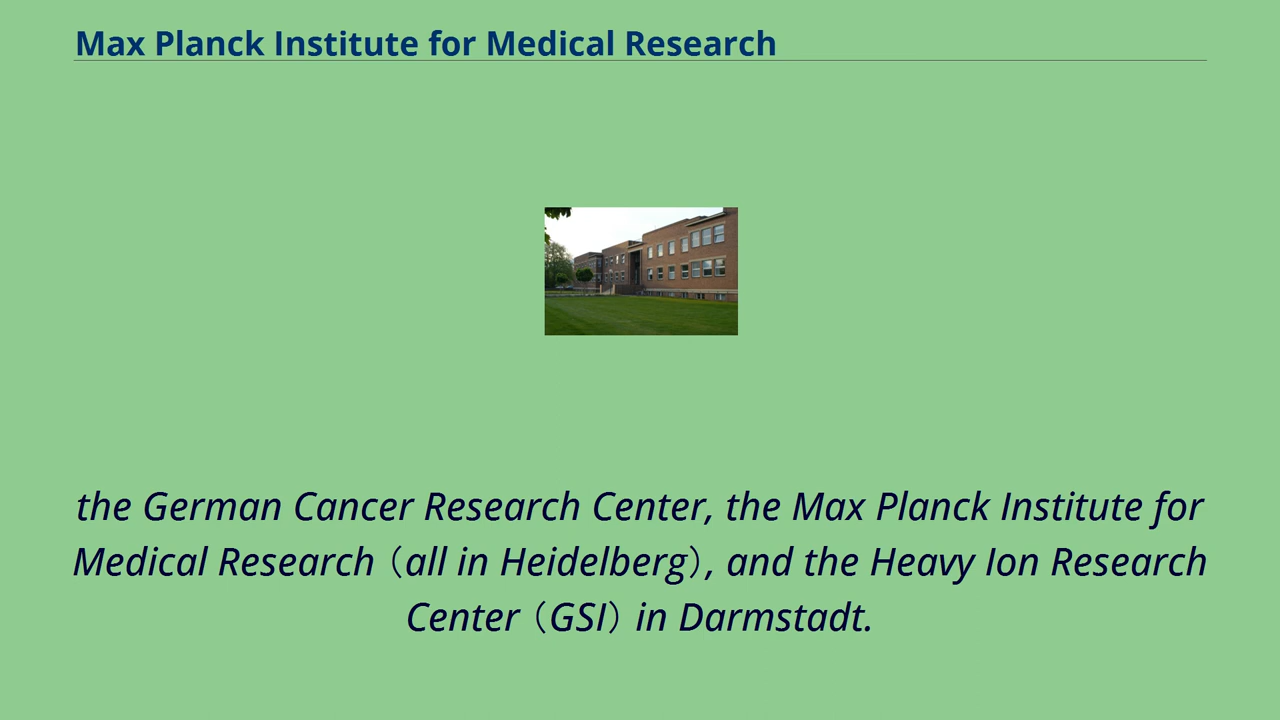 Max Planck Institute for Medical Research
the German Cancer Research Center, the Max Planck Institute for
Medical Research（all in Heidelberg）, and the Heavy Ion Research
Center（GSI）in Darmstadt.